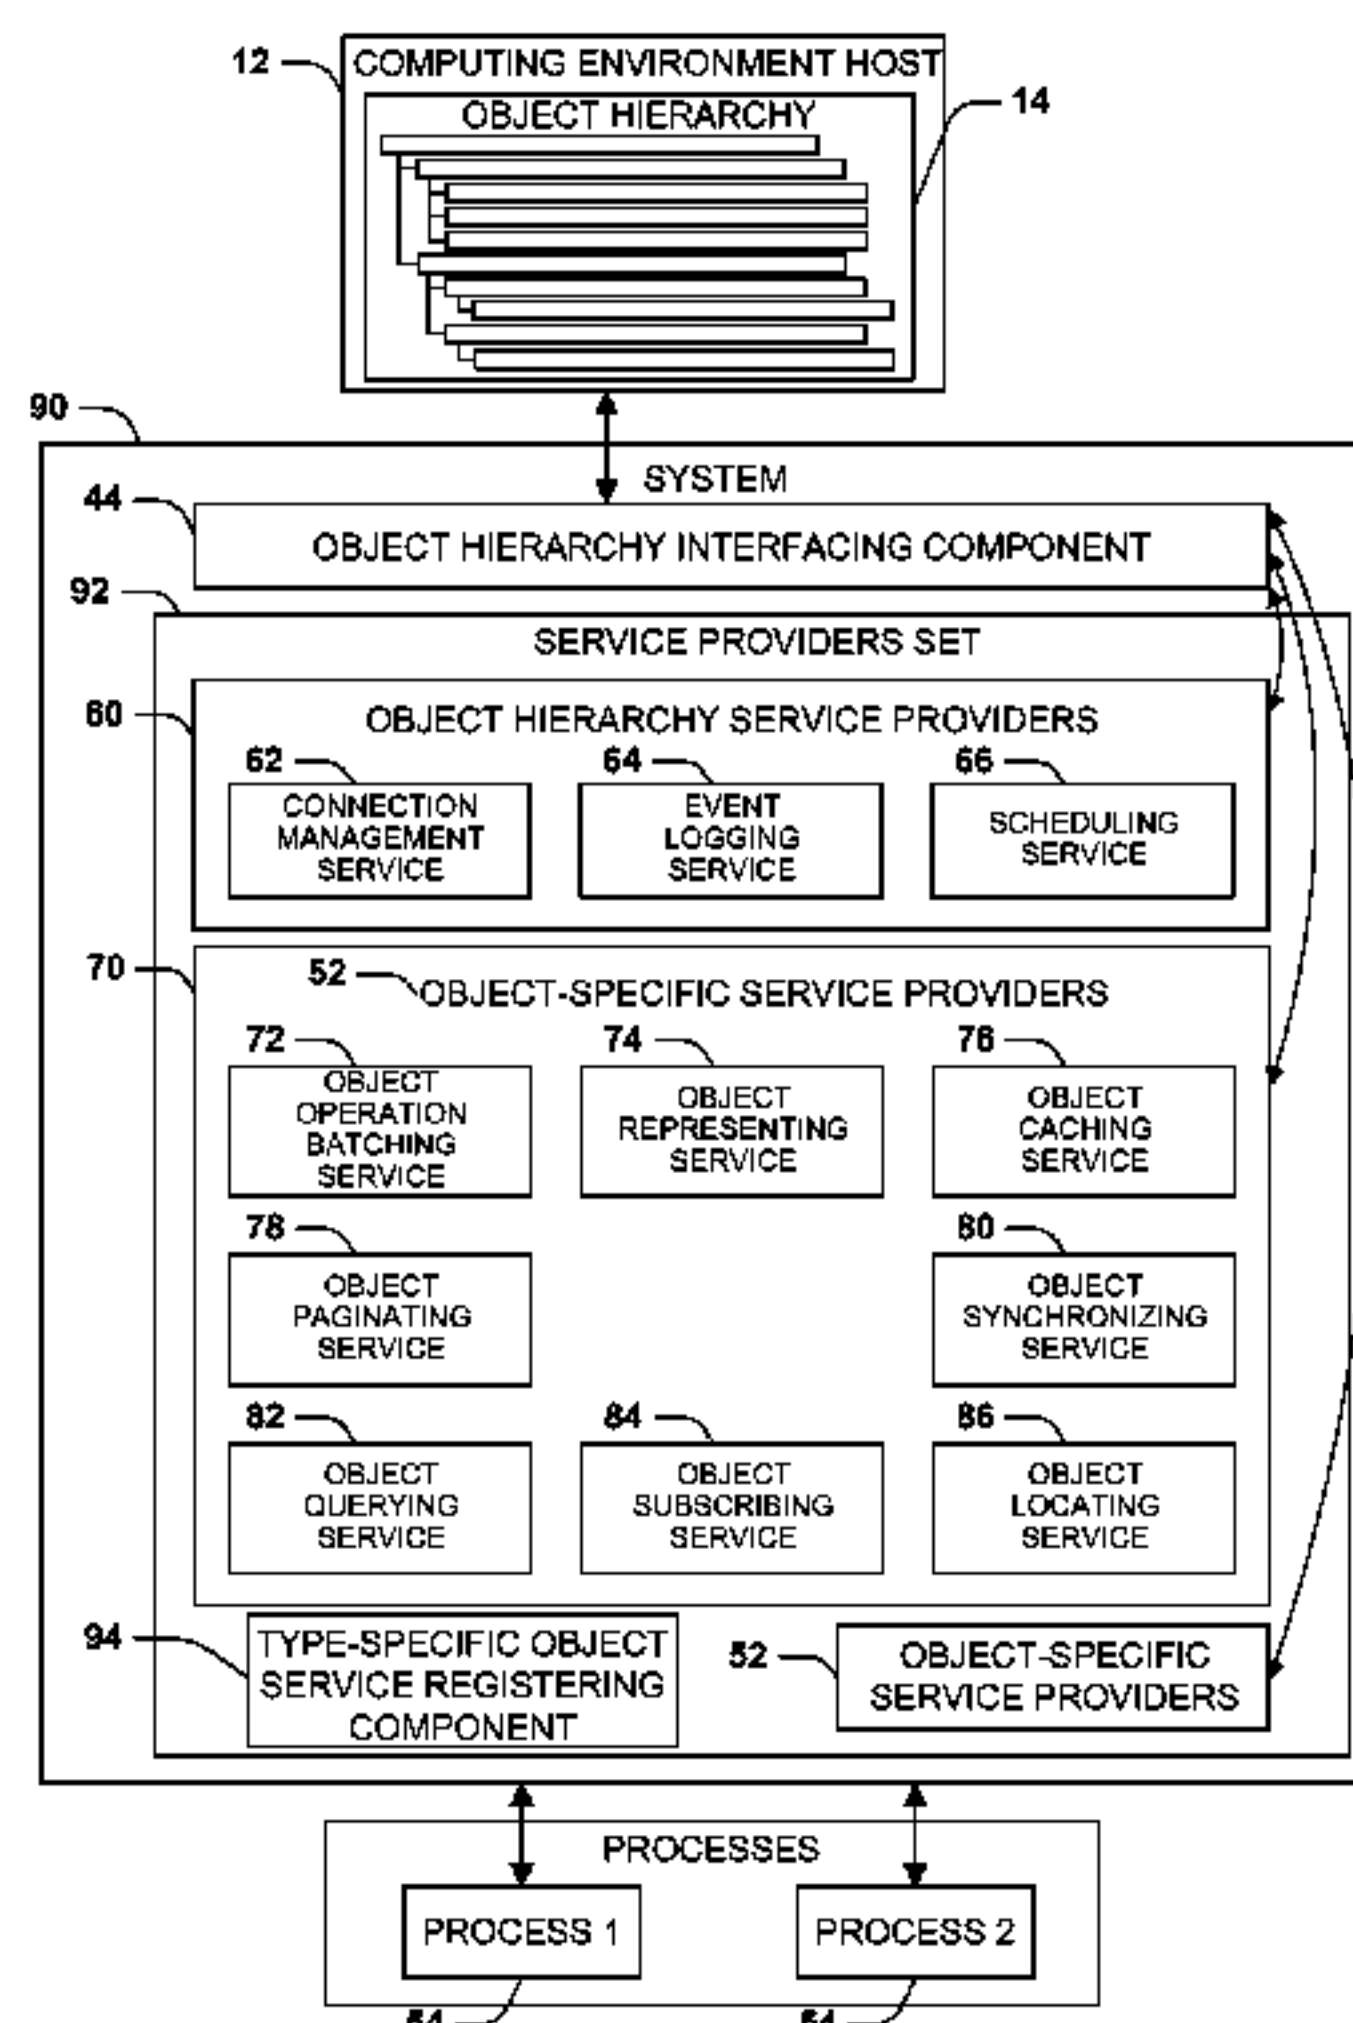 12
COMPUTING ENVIRONMENT HOST
OBJECT HIERARCHY
14
90
SYSTEM
44
OBJECT HIERARCHY INTERFACING COMPONENT
92
SERVICE PROVIDERS SET
60
OBJECT HIERARCHY SERVICE PROVIDERS
62
64
66
CONNECTION
MANAGEMENT
SERVICE
EVENT
LOGGING
SERVICE
SCHEDULING
SERVICE
70
52
OBJECT-SPECIFIC SERVICE PROVIDERS
72
74
76
OBJECT
OPERATION
BATCHING
SERVICE
OBJECT
REPRESENTING
SERVICE
OBJECT
CACHING
SERVICE
78
80
OBJECT
PAGINATING
SERVICE
OBJECT
SYNCHRONIZING
SERVICE
82
84
86
OBJECT
QUERYING
SERVICE
OBJECT
SUBSCRIBING
SERVICE
OBJECT
LOCATING
SERVICE
94
TYPE-SPECIFIC OBJECT
SERVICE REGISTERING
COMPONENT
52
OBJECT-SPECIFIC
SERVICE PROVIDERS
PROCESSES
PROCESS 1
PROCESS 2